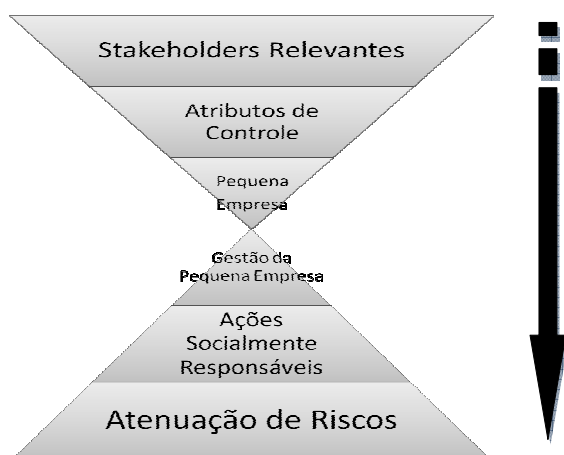 Stakeholders Relevantes
Atributos de
Controle
Pequena
Empresa
Gestão da
Pequena Empresa
Ações
Socialmente
Responsáveis
Atenuação de Riscos